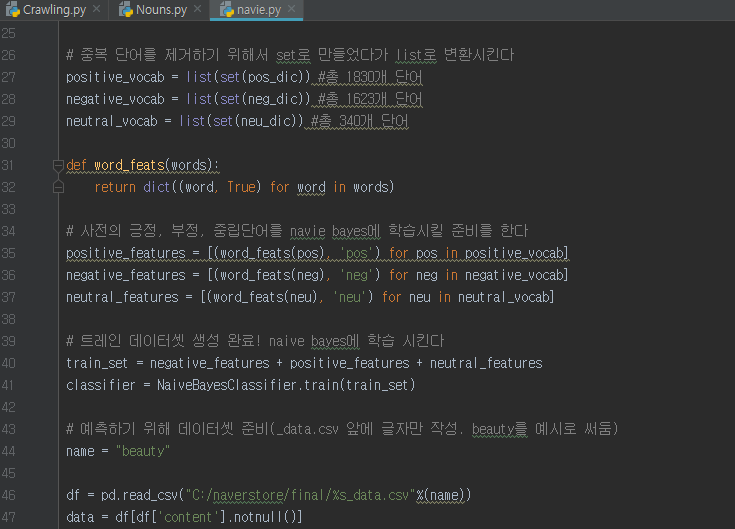 Crawling.py × Nouns.py × navie.py ×
25
26 # 중복 단어를 제거하기 위해서 set로 만들었다가 list로 변환시킨다
27 positive_vocab = list(set(pos_dic)) #총 1830개 단어
28 negative_vocab = list(set(neg_dic)) #총 1623개 단어
29 neutral_vocab = list(set(neu_dic)) #총 340개 단어
30
31 def word_feats(words):
32     return dict((word, True) for word in words)
33
34 # 사전의 긍정, 부정, 중립단어를 navie bayes에 학습시킬 준비를 한다
35 positive_features = [(word_feats(pos), 'pos') for pos in positive_vocab]
36 negative_features = [(word_feats(neg), 'neg') for neg in negative_vocab]
37 neutral_features = [(word_feats(neu), 'neu') for neu in neutral_vocab]
38
39 # 트레인 데이터셋 생성 완료! naive bayes에 학습 시킨다
40 train_set = negative_features + positive_features + neutral_features
41 classifier = NaiveBayesClassifier.train(train_set)
42
43 # 예측하기 위해 데이터셋 준비(_data.csv 앞에 글자만 작성. beauty를 예시로 써둠)
44 name = "beauty"
45
46 df = pd.read_csv("C:/naverstore/final/%s_data.csv"%(name))
47 data = df[df['content'].notnull()]